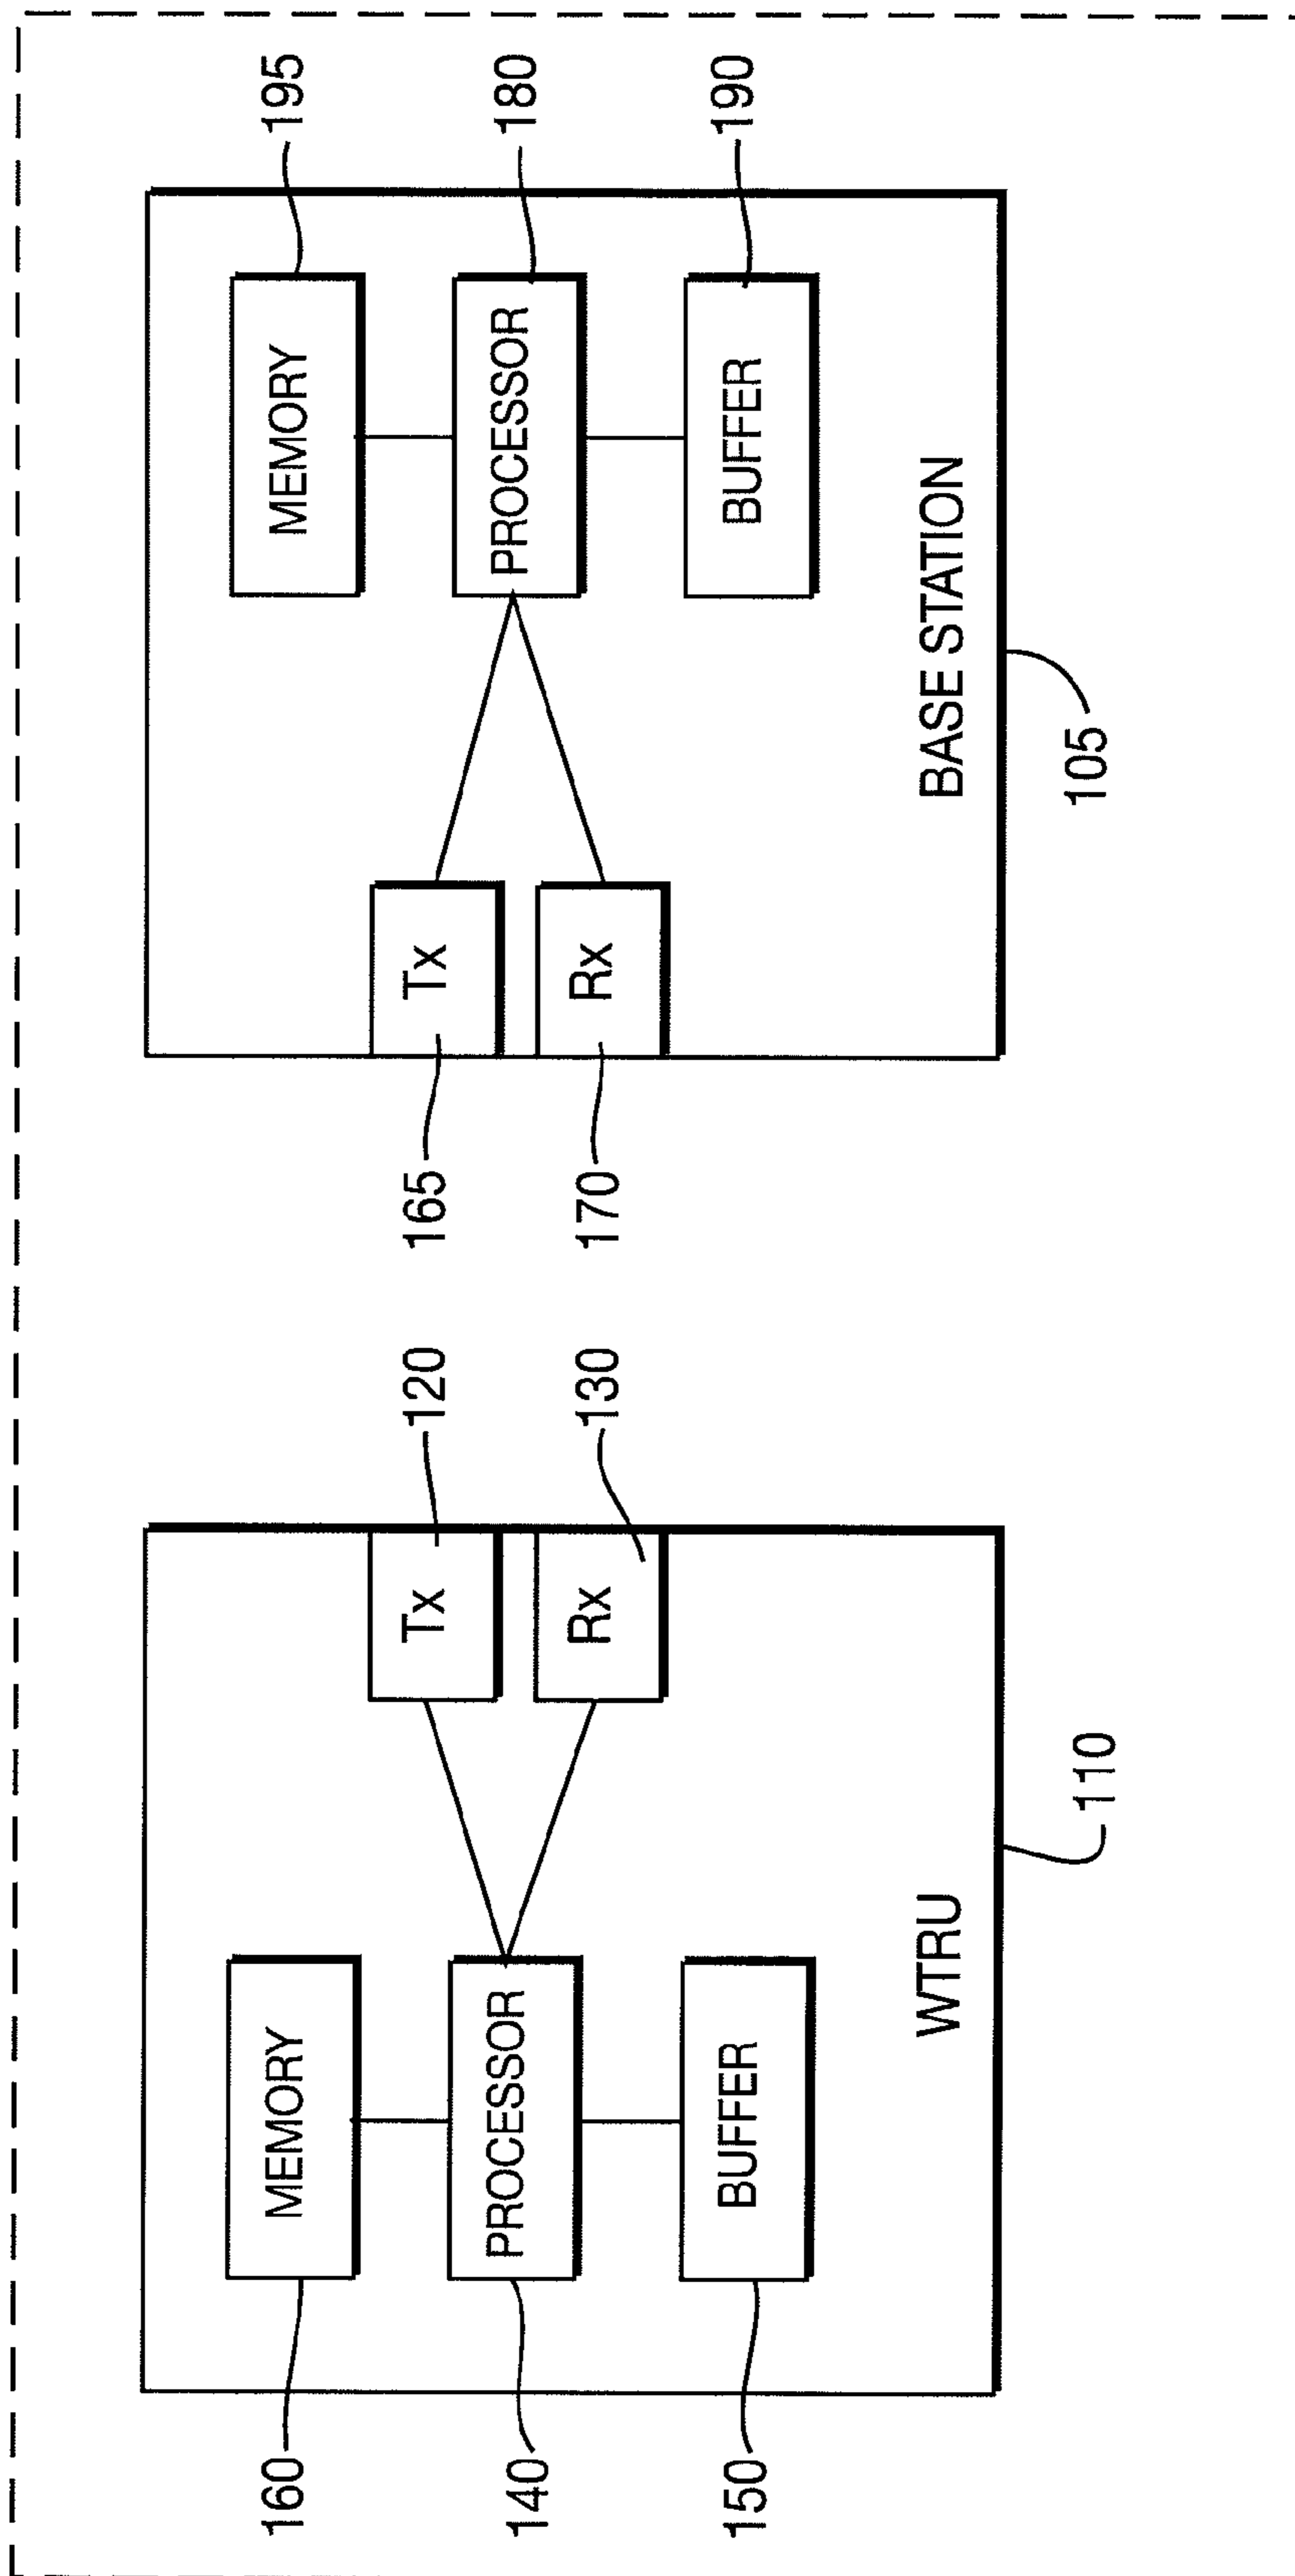 160
MEMORY
140
PROCESSOR
150
BUFFER
WTRU
110
Tx
120
Rx
130
165
Tx
170
Rx
MEMORY
195
PROCESSOR
180
BUFFER
190
BASE STATION
105